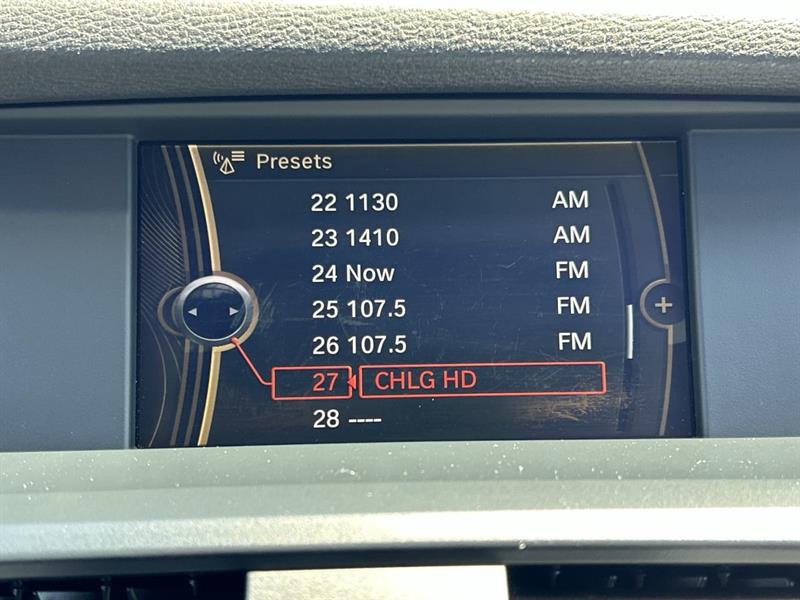 Presets
22 1130 AM
23 1410 AM
24 Now FM
25 107.5 FM
26 107.5 FM
27 CHLG HD
28 ----